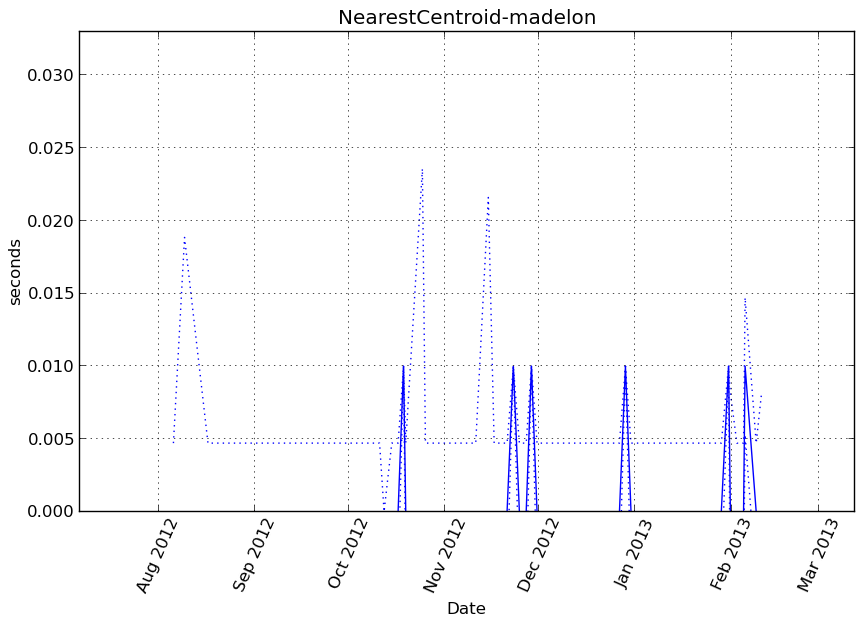 NearestCentroid-madelon
0.030
0.025
0.020
0.015
0.010
0.005
0.000
seconds
Aug 2012
Sep 2012
Oct 2012
Nov 2012
Dec 2012
Jan 2013
Feb 2013
Mar 2013
Date